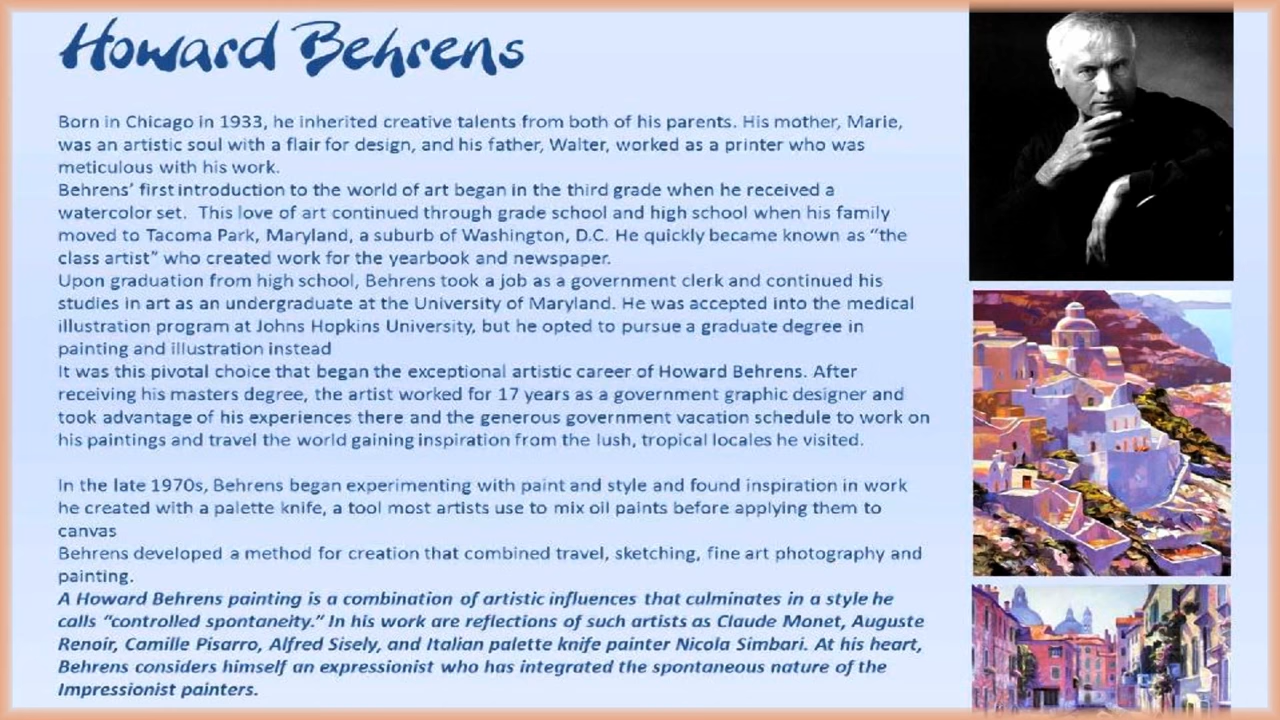 Howard Behrens
Born in Chicago in 1933, he inherited creative talents from both of his parents. His mother, Marie,
was an artistic soul with a flair for design, and his father, Walter, worked as a printer who was
meticulous with his work.
Behrens’ first introduction to the world of art began in the third grade when he received a
watercolor set.  This love of art continued through grade school and high school when his family
moved to Tacoma Park, Maryland, a suburb of Washington, D.C. He quickly became known as “the
class artist” who created work for the yearbook and newspaper.
Upon graduation from high school, Behrens took a job as a government clerk and continued his
studies in art as an undergraduate at the University of Maryland. He was accepted into the medical
illustration program at Johns Hopkins University, but he opted to pursue a graduate degree in
painting and illustration instead
It was this pivotal choice that began the exceptional artistic career of Howard Behrens. After
receiving his masters degree, the artist worked for 17 years as a government graphic designer and
took advantage of his experiences there and the generous government vacation schedule to work on
his paintings and travel the world gaining inspiration from the lush, tropical locales he visited.
In the late 1970s, Behrens began experimenting with paint and style and found inspiration in work
he created with a palette knife, a tool most artists use to mix oil paints before applying them to
canvas
Behrens developed a method for creation that combined travel, sketching, fine art photography and
painting.
A Howard Behrens painting is a combination of artistic influences that culminates in a style he
calls “controlled spontaneity.” In his work are reflections of such artists as Claude Monet, Auguste
Renoir, Camille Pisarro, Alfred Sisely, and Italian palette knife painter Nicola Simbari. At his heart,
Behrens considers himself an expressionist who has integrated the spontaneous nature of the
Impressionist painters.